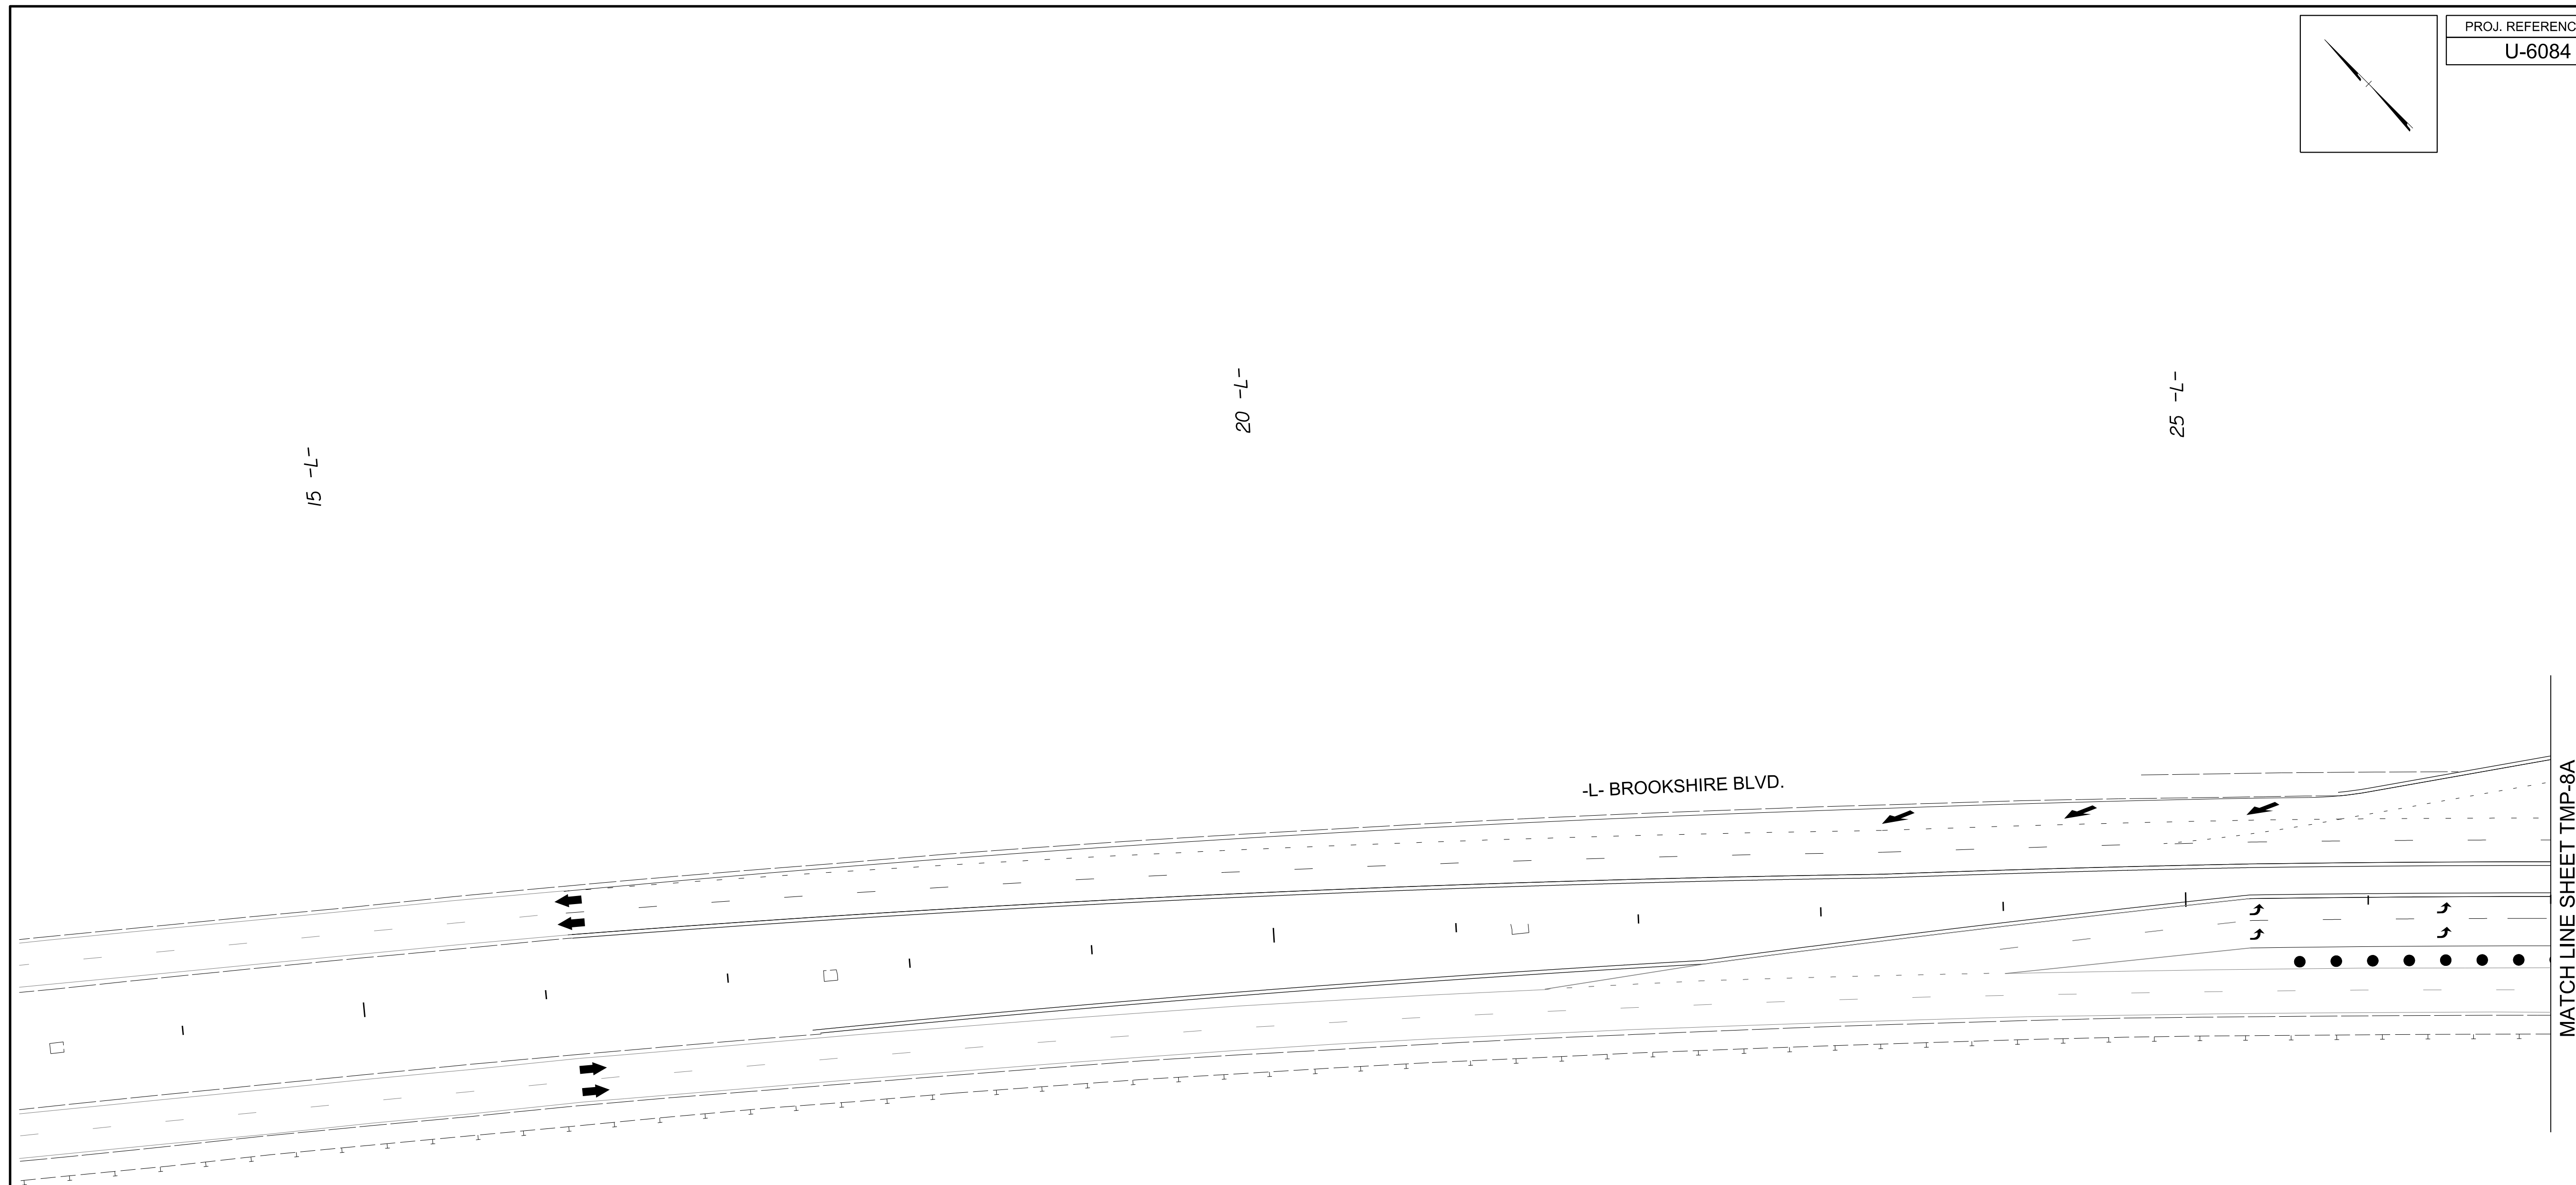 PROJ. REFERENC
U-6084
15 -L-
20 -L-
25 -L-
-L- BROOKSHIRE BLVD.
MATCH LINE SHEET TMP-8A